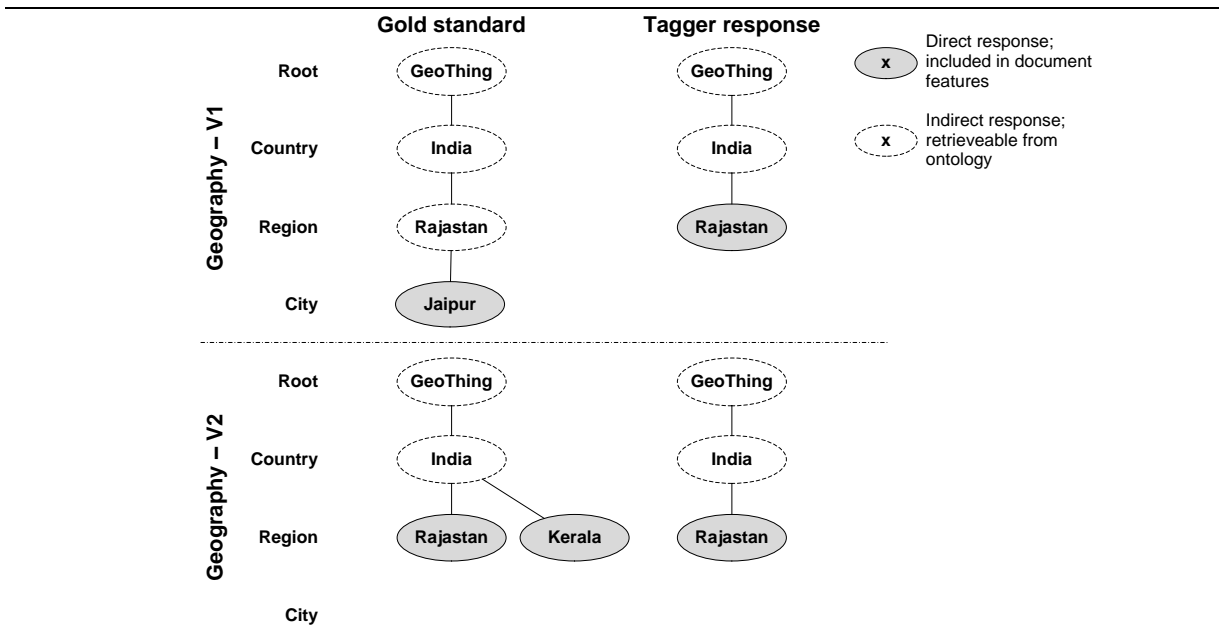 Gold standard
Tagger response
Geography – V1
Root
GeoThing
GeoThing
Country
India
India
Region
Rajastan
Rajastan
City
Jaipur
x
Direct response;
included in document
features
x
Indirect response;
retrieveable from
ontology
Geography – V2
Root
GeoThing
GeoThing
Country
India
India
Region
Rajastan
Kerala
Rajastan
City